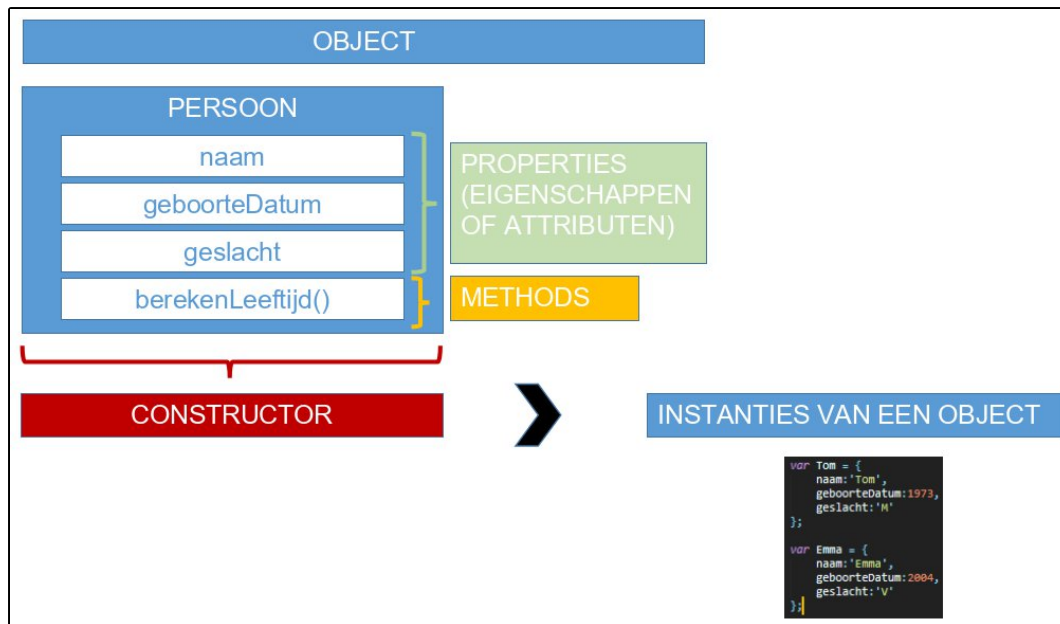 OBJECT
PERSOON
naam
geboorteDatum
geslacht
berekenLeeftijd()
PROPERTIES
(EIGENSCHAPPEN
OF ATTRIBUTEN)
METHODS
CONSTRUCTOR
INSTANTIES VAN EEN OBJECT
var Tom = {
naam:'Tom',
geboorteDatum:1973,
geslacht:'M'
};
var Emma = {
naam:'Emma',
geboorteDatum:2004,
geslacht:'V'
};